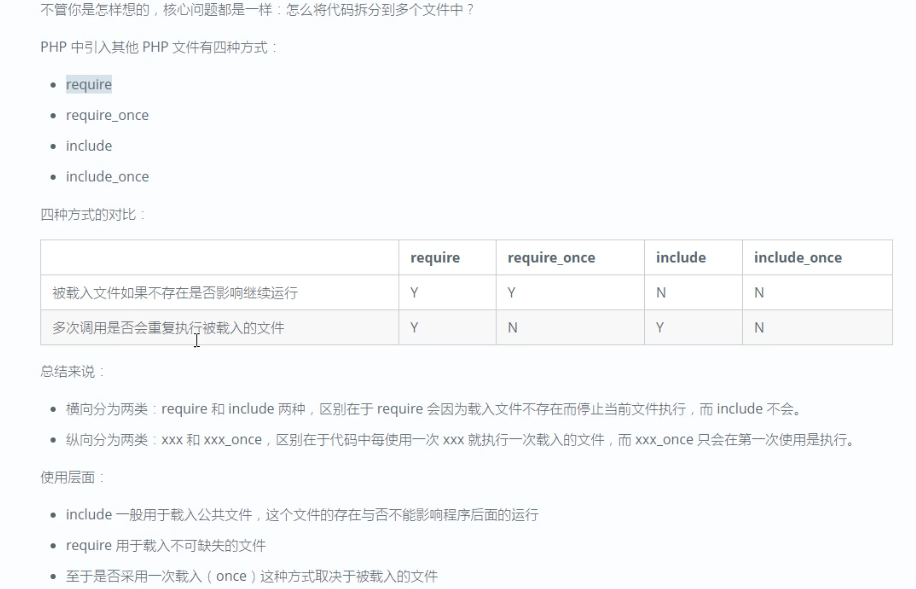 不管你是怎样想的，核心问题都是一样：怎么将代码拆分到多个文件中？
PHP 中引入其他 PHP 文件有四种方式：
require
require_once
include
include_once
四种方式的对比：
require require_once include include_once
被载入文件如果不存在是否影响继续运行 Y Y N N
多次调用是否会重复执行被载入的文件 Y N Y N
总结来说：
横向分为两类：require 和 include 两种，区别在于 require 会因为载入文件不存在而停止当前文件执行，而 include 不会。
纵向分为两类：xxx 和 xxx_once，区别在于代码中每使用一次 xxx 就执行一次载入的文件，而 xxx_once 只会在第一次使用是执行。
使用层面：
include 一般用于载入公共文件，这个文件的存在与否不能影响程序后面的运行
require 用于载入不可缺失的文件
至于是否采用一次载入（once）这种方式取决于被载入的文件